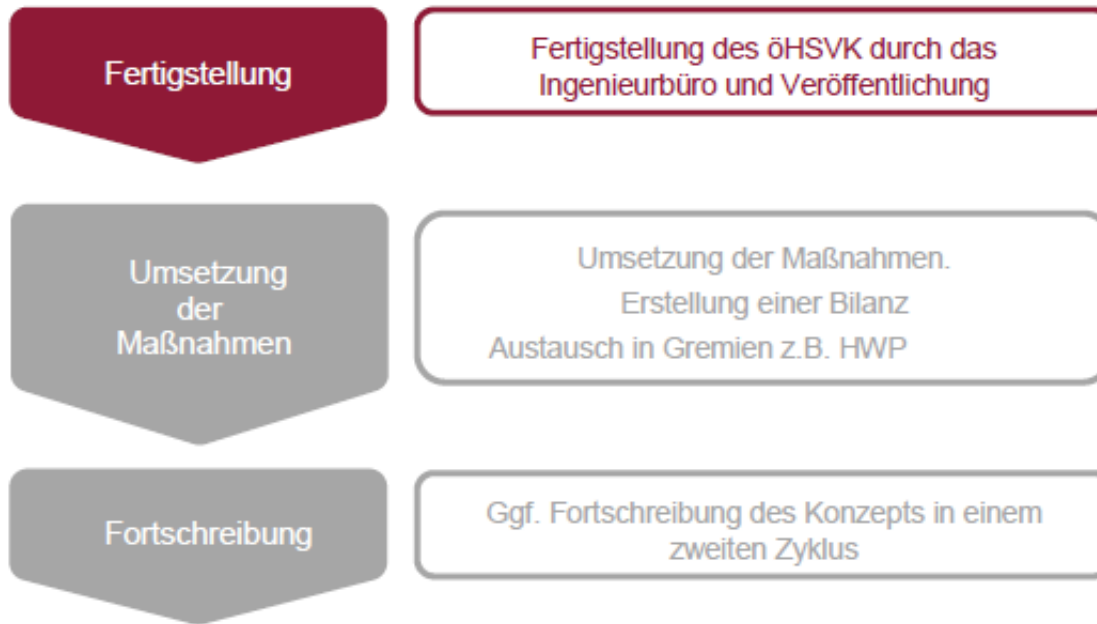 Fertigstellung
Fertigstellung des öHSVK durch das
Ingenieurbüro und Veröffentlichung
Umsetzung
der
Maßnahmen
Umsetzung der Maßnahmen.
Erstellung einer Bilanz
Austausch in Gremien z.B. HWP
Fortschreibung
Ggf. Fortschreibung des Konzepts in einem
zweiten Zyklus